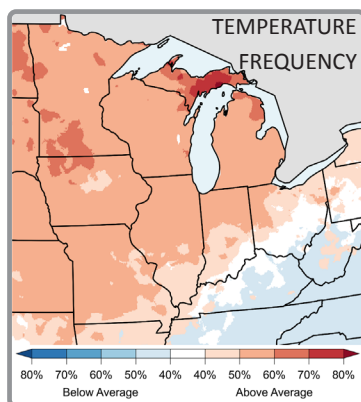 TEMPERATURE
FREQUENCY
80% 70% 60% 50% 40% 40% 50% 60% 70% 80%
Below Average Above Average